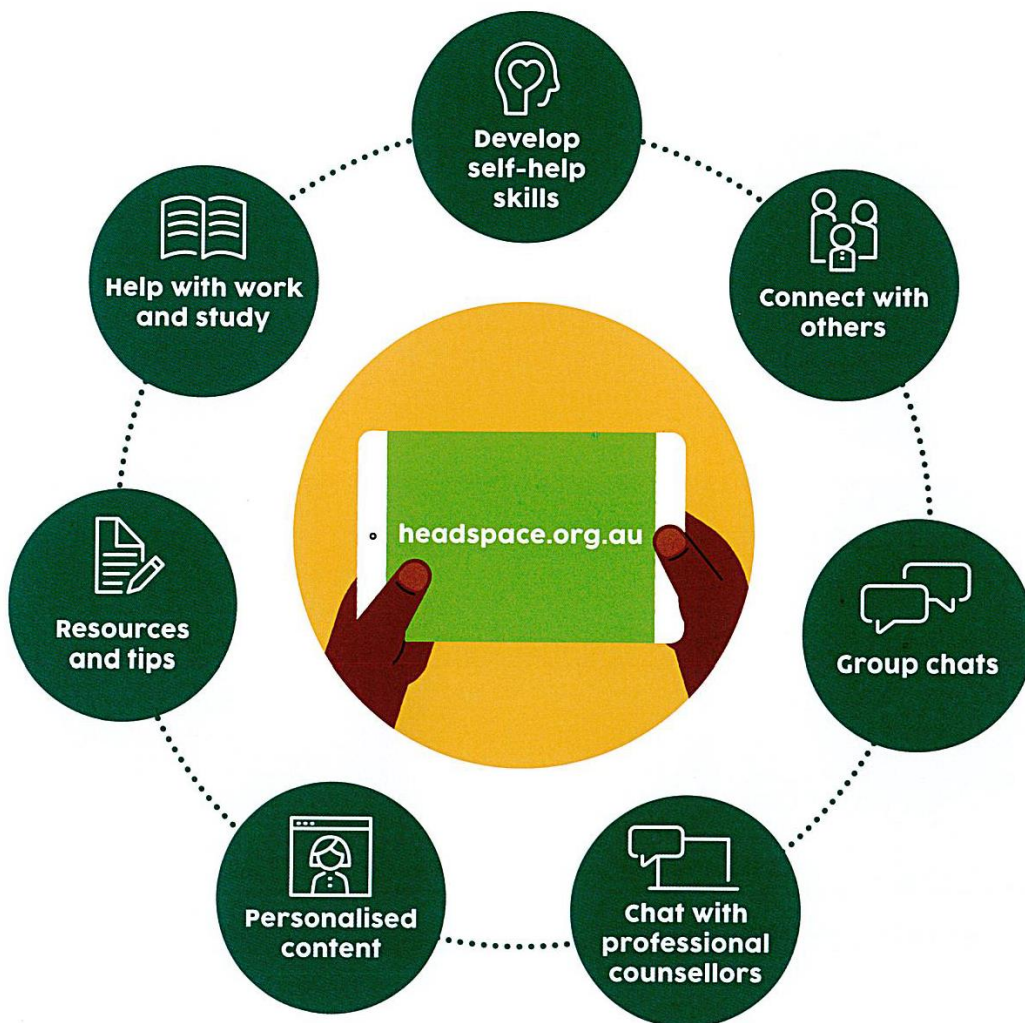 Develop
self-help
skills
Connect with
others
Group chats
Chat with
professional
counsellors
Personalised
content
Resources
and tips
Help with work
and study
headspace.org.au